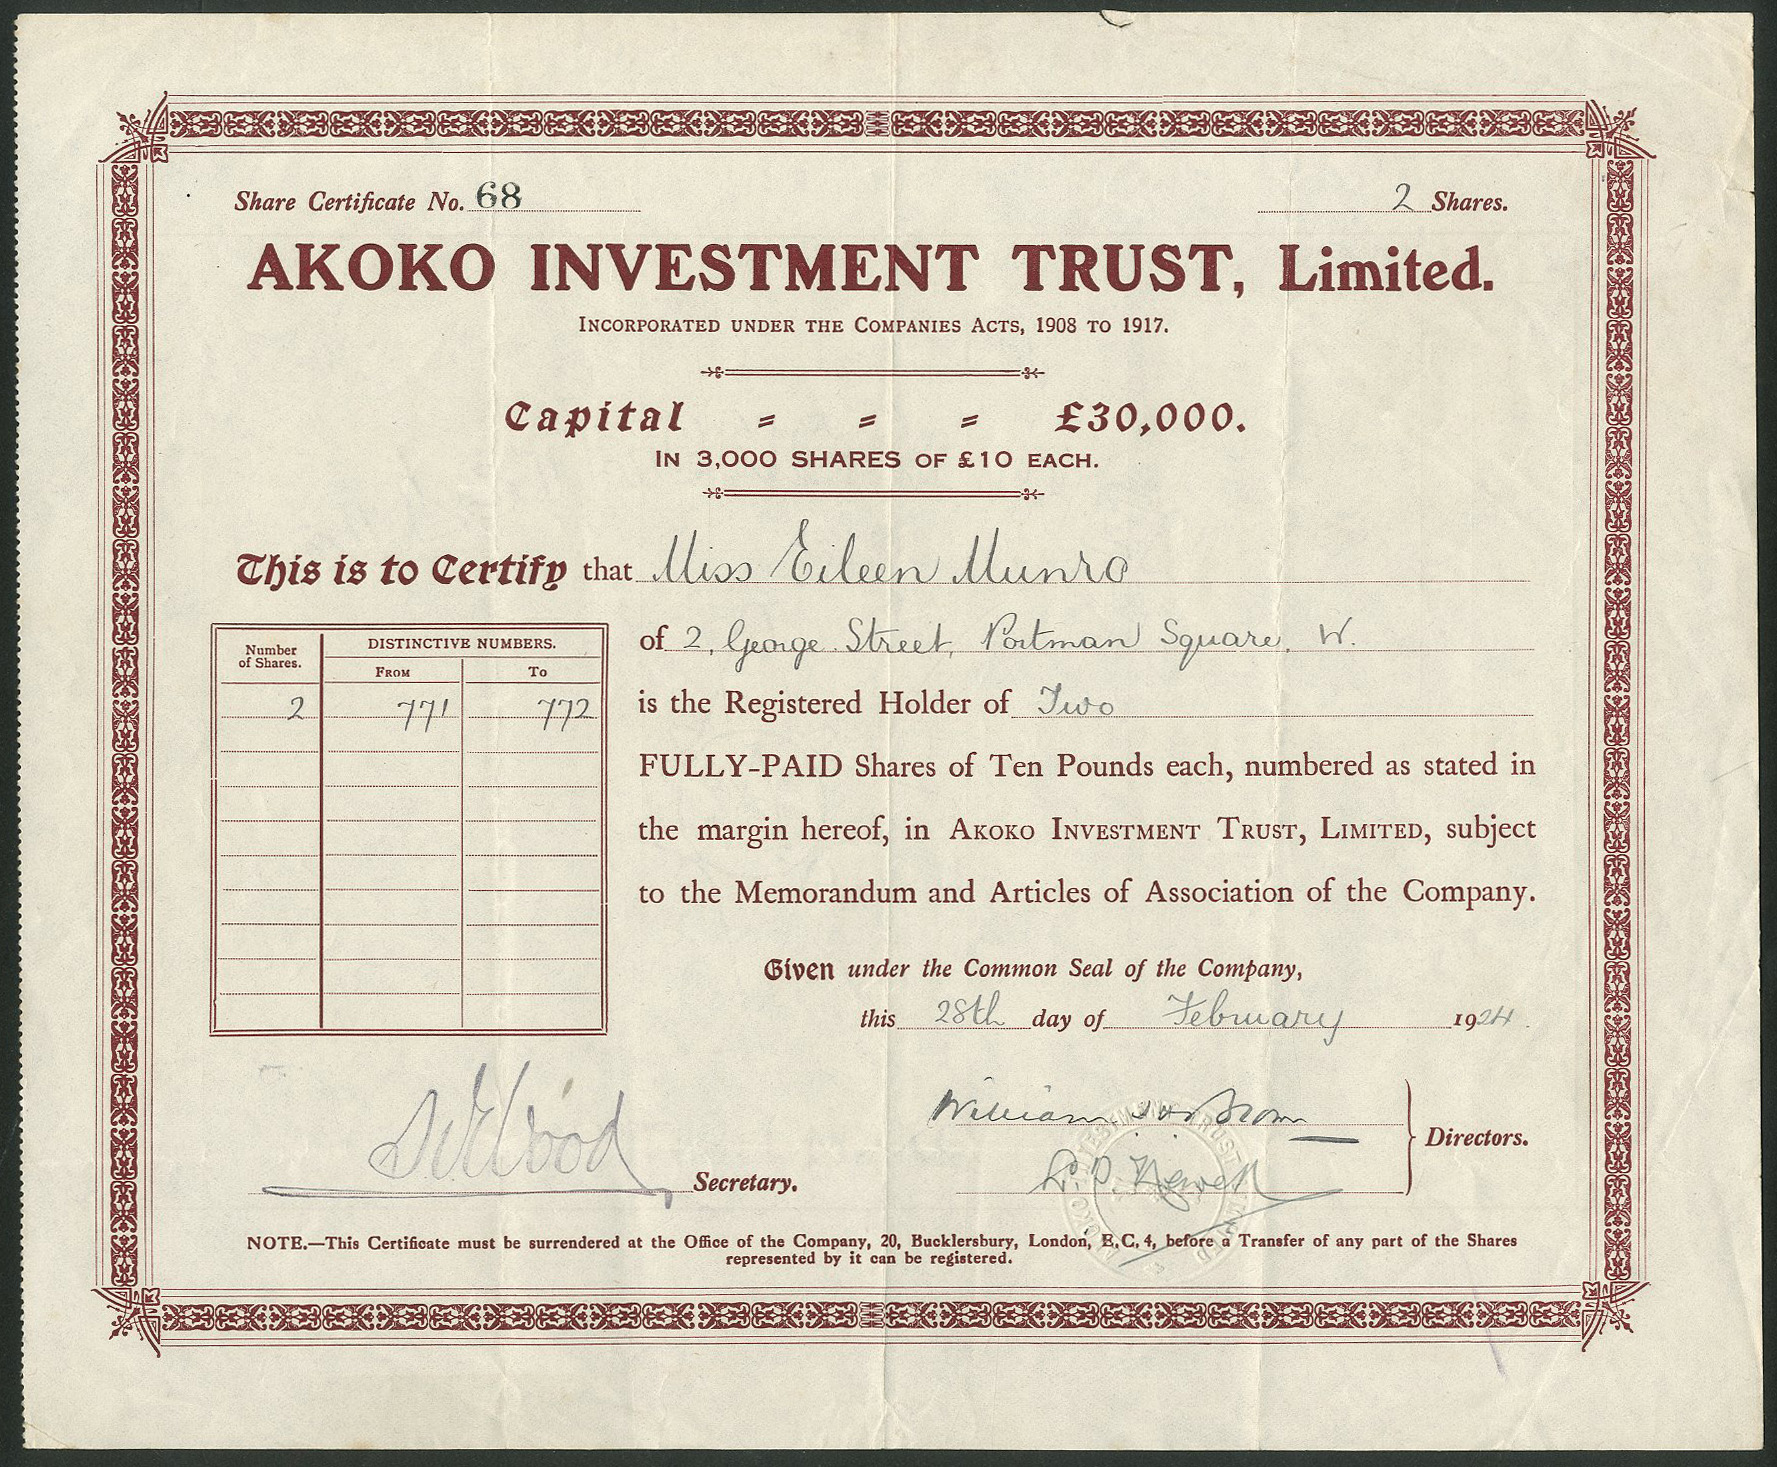 Share Certificate No. 68
2 Shares.
AKOKO INVESTMENT TRUST, Limited.
INCORPORATED UNDER THE COMPANIES ACTS, 1908 TO 1917.
Capital = = = £30,000.
IN 3,000 SHARES OF £10 EACH.
This is to Certify that Miss Eileen Munro
of 2, George Street, Portman Square, W.
is the Registered Holder of Two
FULLY-PAID Shares of Ten Pounds each, numbered as stated in
the margin hereof, in AKOKO INVESTMENT TRUST, LIMITED, subject
to the Memorandum and Articles of Association of the Company.
Number of Shares. DISTINCTIVE NUMBERS.
FROM TO
2 771 772
Given under the Common Seal of the Company,
this 28th day of February 1924
Wood
Secretary.
William
Directors.
NOTE.—This Certificate must be surrendered at the Office of the Company, 20, Bucklersbury, London, E.C. 4, before a Transfer of any part of the Shares
represented by it can be registered.